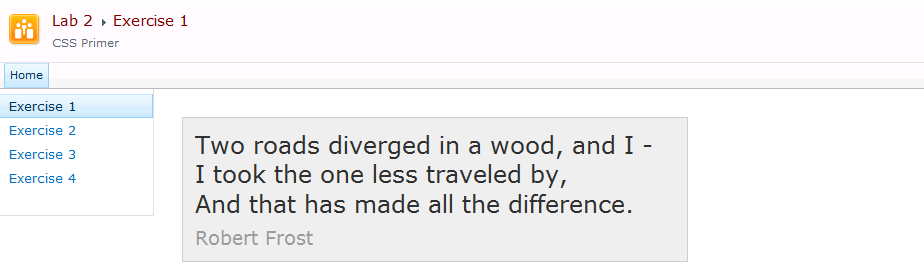 Lab 2 ▸ Exercise 1
CSS Primer
Home
Exercise 1
Exercise 2
Exercise 3
Exercise 4
Two roads diverged in a wood, and I -
I took the one less traveled by,
And that has made all the difference.
Robert Frost